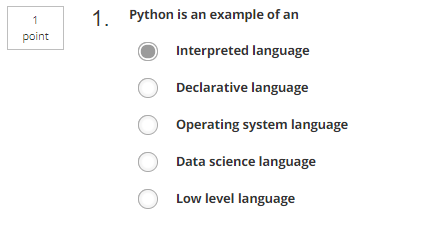 1
point
1. Python is an example of an
Interpreted language
Declarative language
Operating system language
Data science language
Low level language